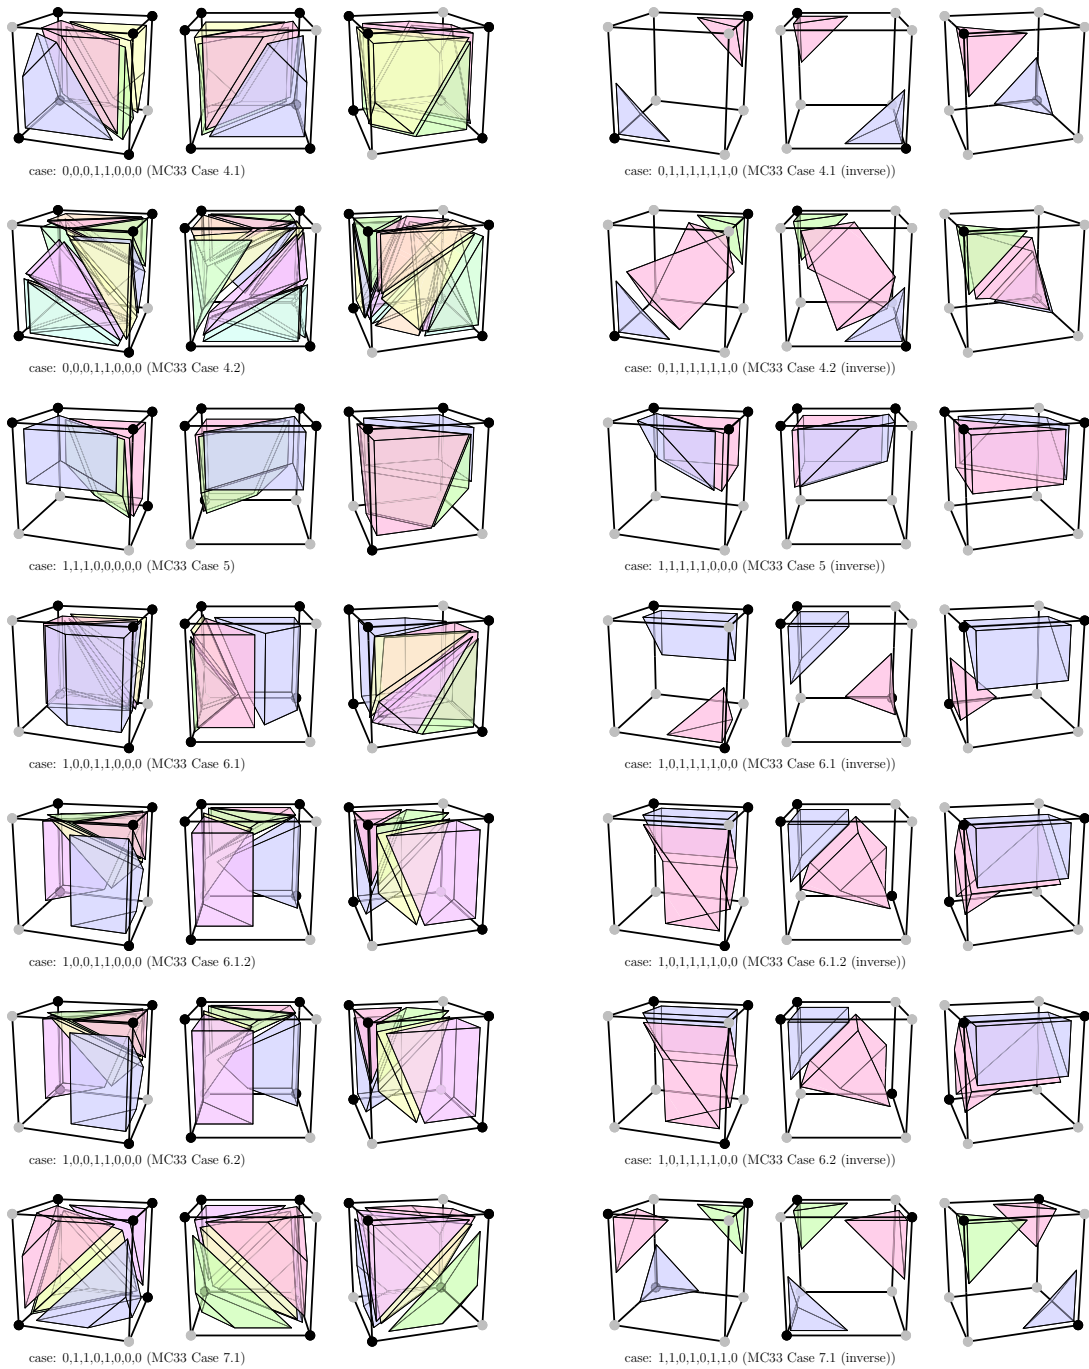 case: 0,0,0,1,1,0,0,0 (MC33 Case 4.1)
case: 0,1,1,1,1,1,1,0 (MC33 Case 4.1 (inverse))
case: 0,0,0,1,1,0,0,0 (MC33 Case 4.2)
case: 0,1,1,1,1,1,1,0 (MC33 Case 4.2 (inverse))
case: 1,1,1,0,0,0,0,0 (MC33 Case 5)
case: 1,1,1,1,1,0,0,0 (MC33 Case 5 (inverse))
case: 1,0,0,1,1,0,0,0 (MC33 Case 6.1)
case: 1,0,1,1,1,1,0,0 (MC33 Case 6.1 (inverse))
case: 1,0,0,1,1,0,0,0 (MC33 Case 6.1.2)
case: 1,0,1,1,1,1,0,0 (MC33 Case 6.1.2 (inverse))
case: 1,0,0,1,1,0,0,0 (MC33 Case 6.2)
case: 1,0,1,1,1,1,0,0 (MC33 Case 6.2 (inverse))
case: 0,1,1,0,1,0,0,0 (MC33 Case 7.1)
case: 1,1,0,1,0,1,1,0 (MC33 Case 7.1 (inverse))